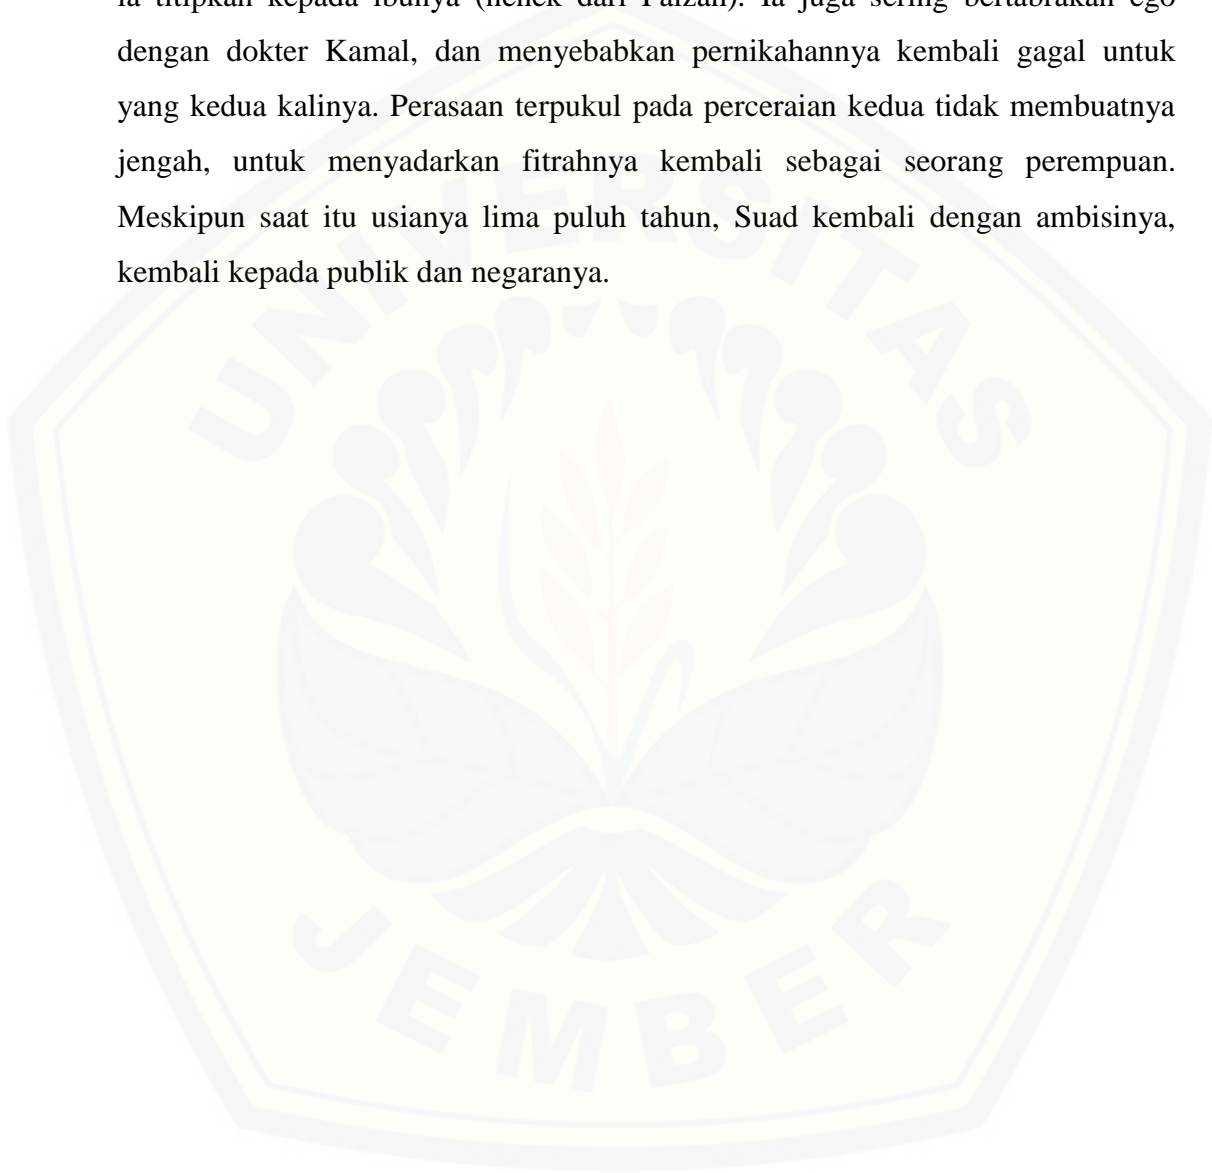 ia titipkan kepada ibunya (nenek dari Faizah). Ia juga sering bertabrakan ego
dengan dokter Kamal, dan menyebabkan pernikahannya kembali gagal untuk
yang kedua kalinya. Perasaan terpukul pada perceraian kedua tidak membuatnya
jengah, untuk menyadarkan fitrahnya kembali sebagai seorang perempuan.
Meskipun saat itu usianya lima puluh tahun, Suad kembali dengan ambisinya,
kembali kepada publik dan negaranya.
UNIVERSITAS
JEMBER